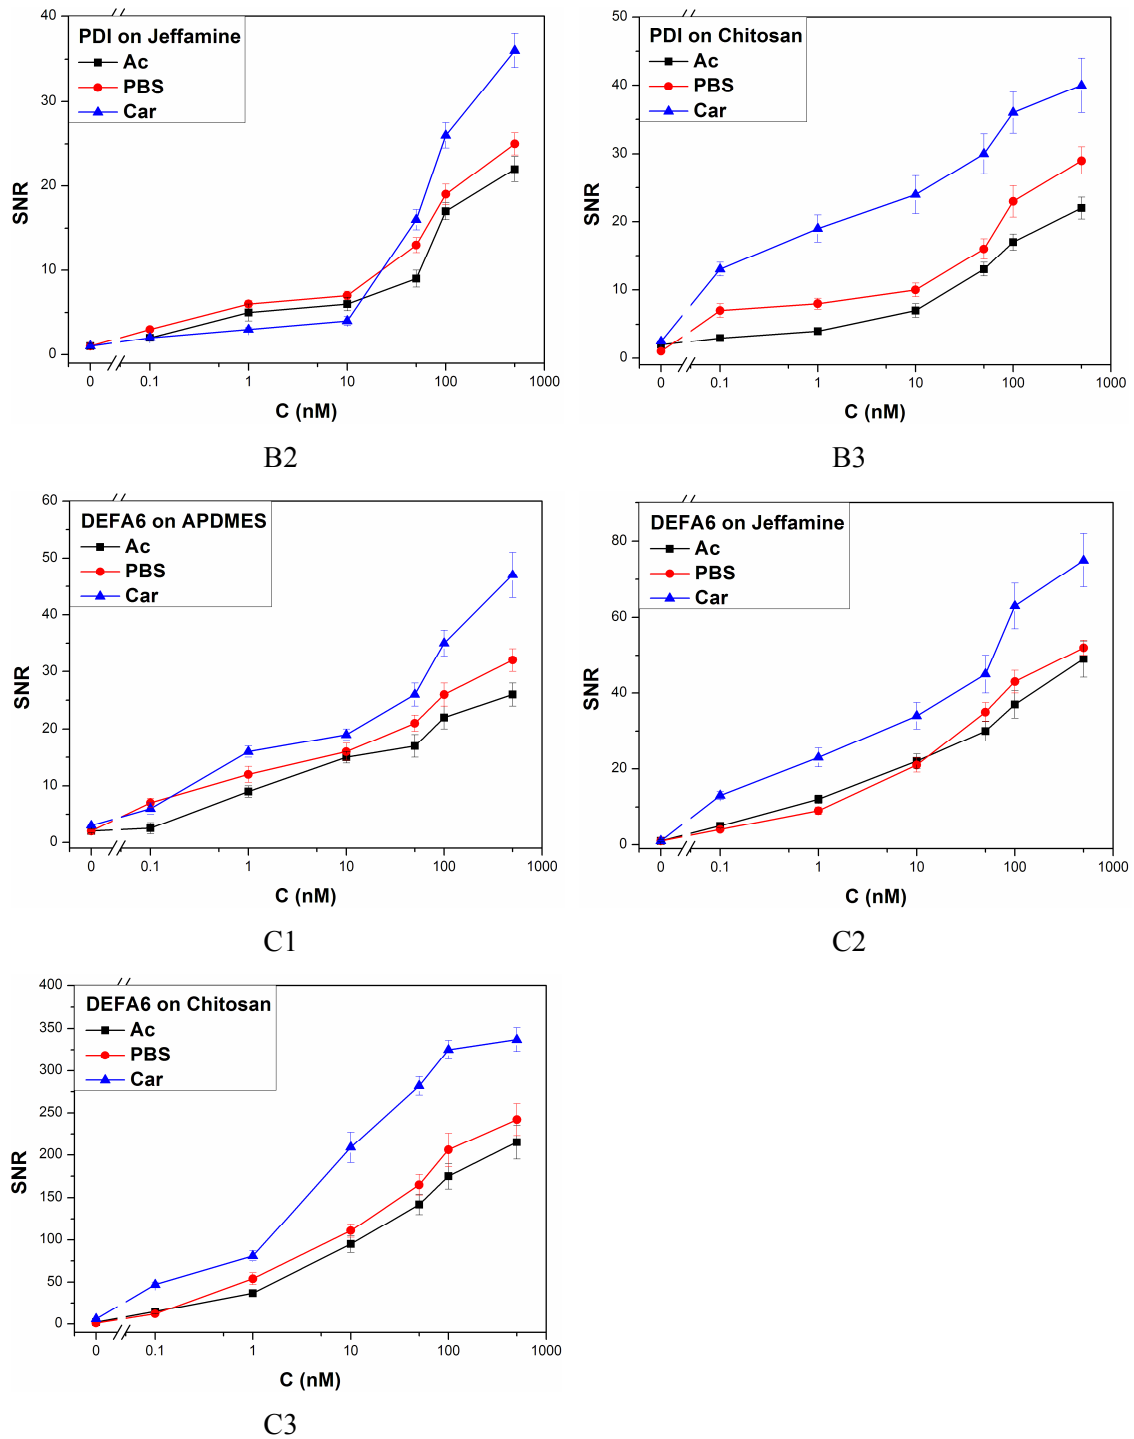 PDI on Jeffamine
Ac
PBS
Car
40
30
20
10
0
SNR
0
0.1
1
10
100
1000
C (nM)
B2
PDI on Chitosan
Ac
PBS
Car
50
40
30
20
10
0
SNR
0
0.1
1
10
100
1000
C (nM)
B3
DEFA6 on APDMES
Ac
PBS
Car
60
50
40
30
20
10
0
SNR
0
0.1
1
10
100
1000
C (nM)
C1
DEFA6 on Jeffamine
Ac
PBS
Car
80
60
40
20
0
SNR
0
0.1
1
10
100
1000
C (nM)
C2
DEFA6 on Chitosan
Ac
PBS
Car
400
350
300
250
200
150
100
50
0
SNR
0
0.1
1
10
100
1000
C (nM)
C3